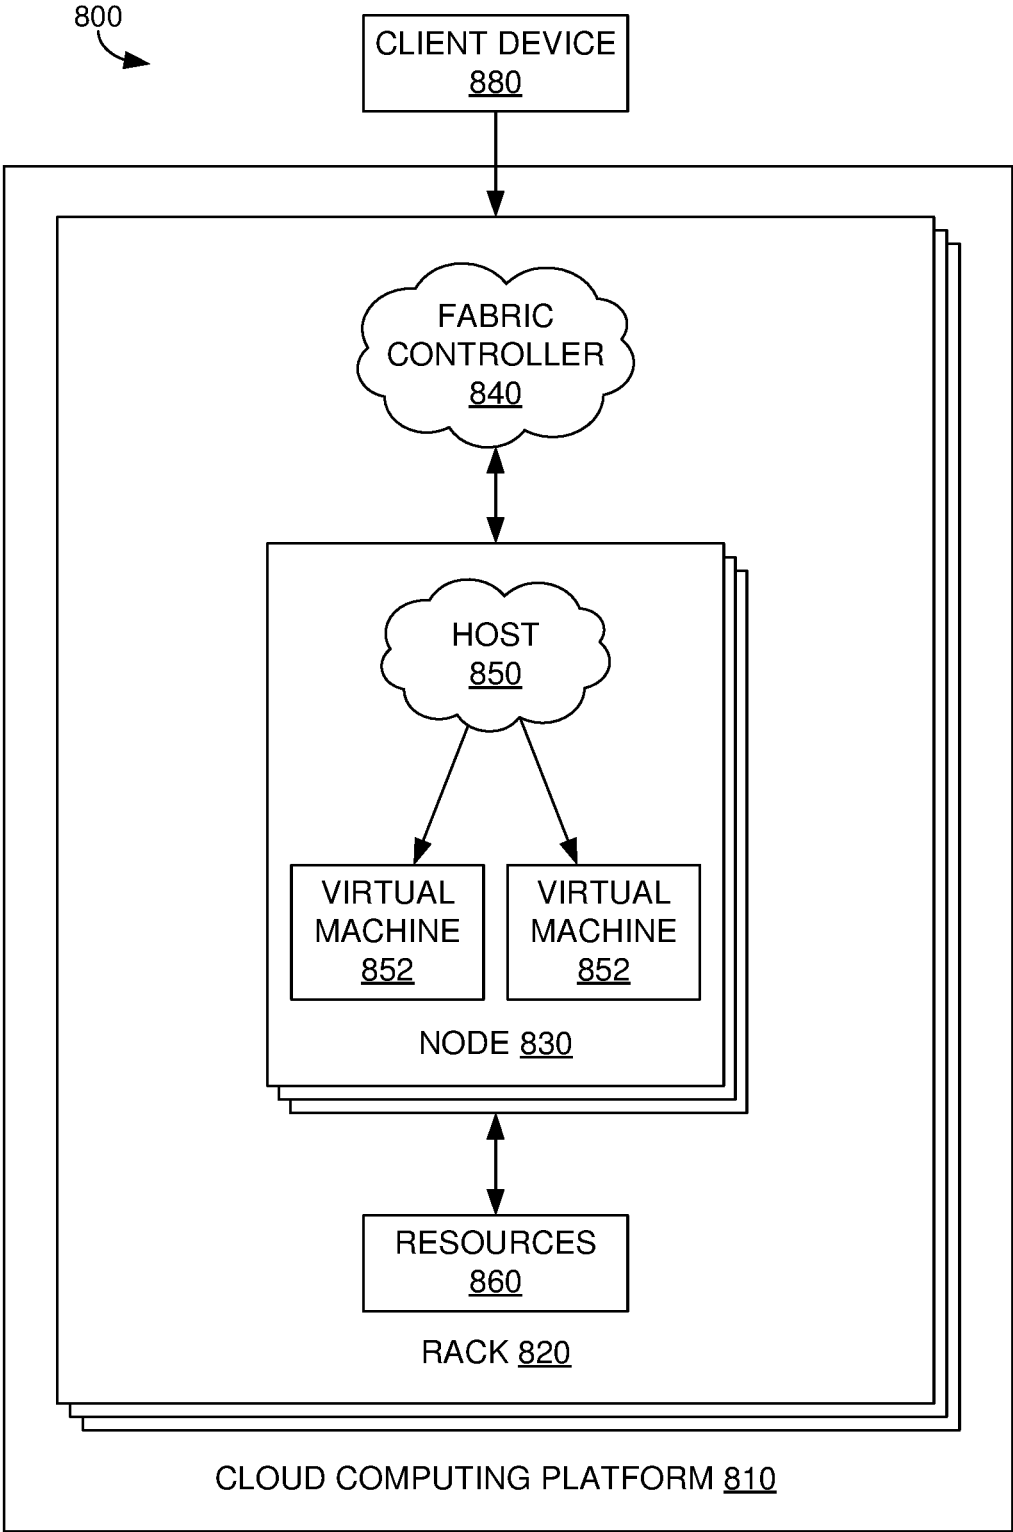 800
CLIENT DEVICE
880
FABRIC
CONTROLLER
840
HOST
850
VIRTUAL
MACHINE
852
VIRTUAL
MACHINE
852
NODE 830
RESOURCES
860
RACK 820
CLOUD COMPUTING PLATFORM 810